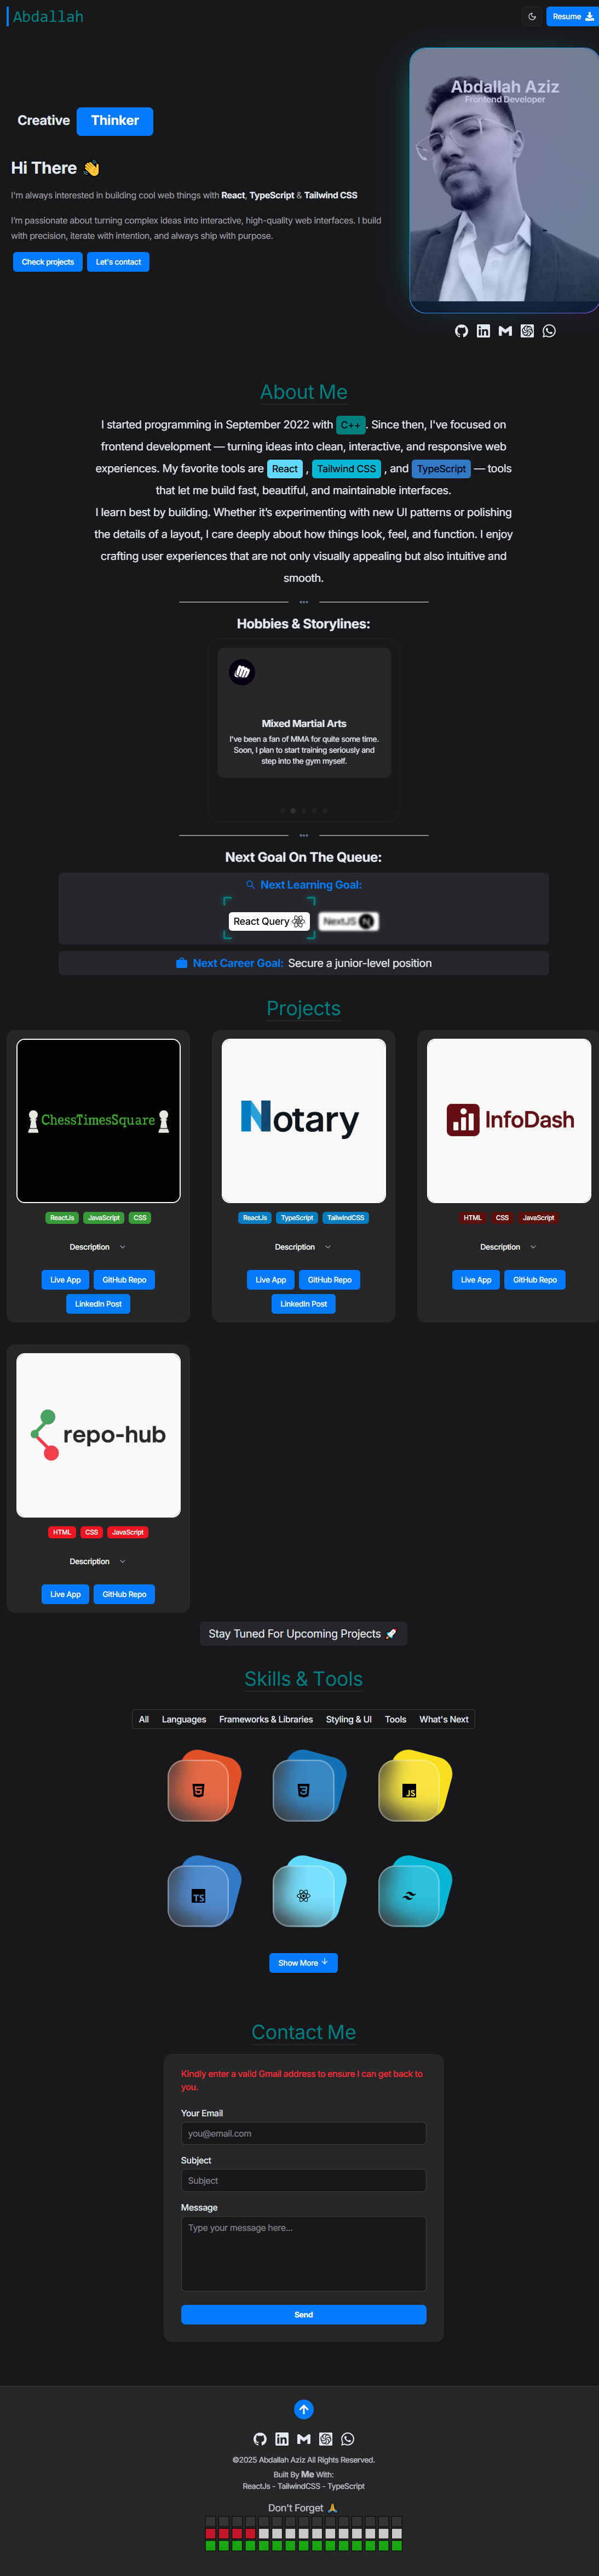 Abdallah
Resume
Abdallah Aziz
Frontend Developer
Creative Thinker
Hi There 👋
I'm always interested in building cool web things with React, TypeScript & Tailwind CSS
I'm passionate about turning complex ideas into interactive, high-quality web interfaces. I build
with precision, iterate with intention, and always ship with purpose.
Check projects Let's contact
About Me
I started programming in September 2022 with C++. Since then, I've focused on
frontend development — turning ideas into clean, interactive, and responsive web
experiences. My favorite tools are React , Tailwind CSS , and TypeScript — tools
that let me build fast, beautiful, and maintainable interfaces.
I learn best by building. Whether it's experimenting with new UI patterns or polishing
the details of a layout, I care deeply about how things look, feel, and function. I enjoy
crafting user experiences that are not only visually appealing but also intuitive and
smooth.
Hobbies & Storylines:
Mixed Martial Arts
I've been a fan of MMA for quite some time.
Soon, I plan to start training seriously and
step into the gym myself.
Next Goal On The Queue:
Next Learning Goal:
React Query NextJS
Next Career Goal: Secure a junior-level position
Projects
ChessTimesSquare
ReactJs JavaScript CSS
Description
Live App GitHub Repo
LinkedIn Post
Notary
ReactJs TypeScript TailwindCSS
Description
Live App GitHub Repo
LinkedIn Post
InfoDash
HTML CSS JavaScript
Description
Live App GitHub Repo
repo-hub
HTML CSS JavaScript
Description
Live App GitHub Repo
Stay Tuned For Upcoming Projects 🚀
Skills & Tools
All Languages Frameworks & Libraries Styling & UI Tools What's Next
JS
TS
Show More
Contact Me
Kindly enter a valid Gmail address to ensure I can get back to
you.
Your Email
you@email.com
Subject
Subject
Message
Type your message here...
Send
©2025 Abdallah Aziz All Rights Reserved.
Built By Me With:
ReactJs - TailwindCSS - TypeScript
Don't Forget 🙏